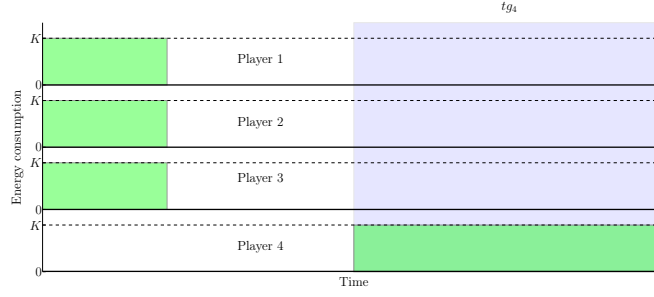 tg4
K
Player 1
0
K
Player 2
0
K
Player 3
0
K
Player 4
0
Energy consumption
Time